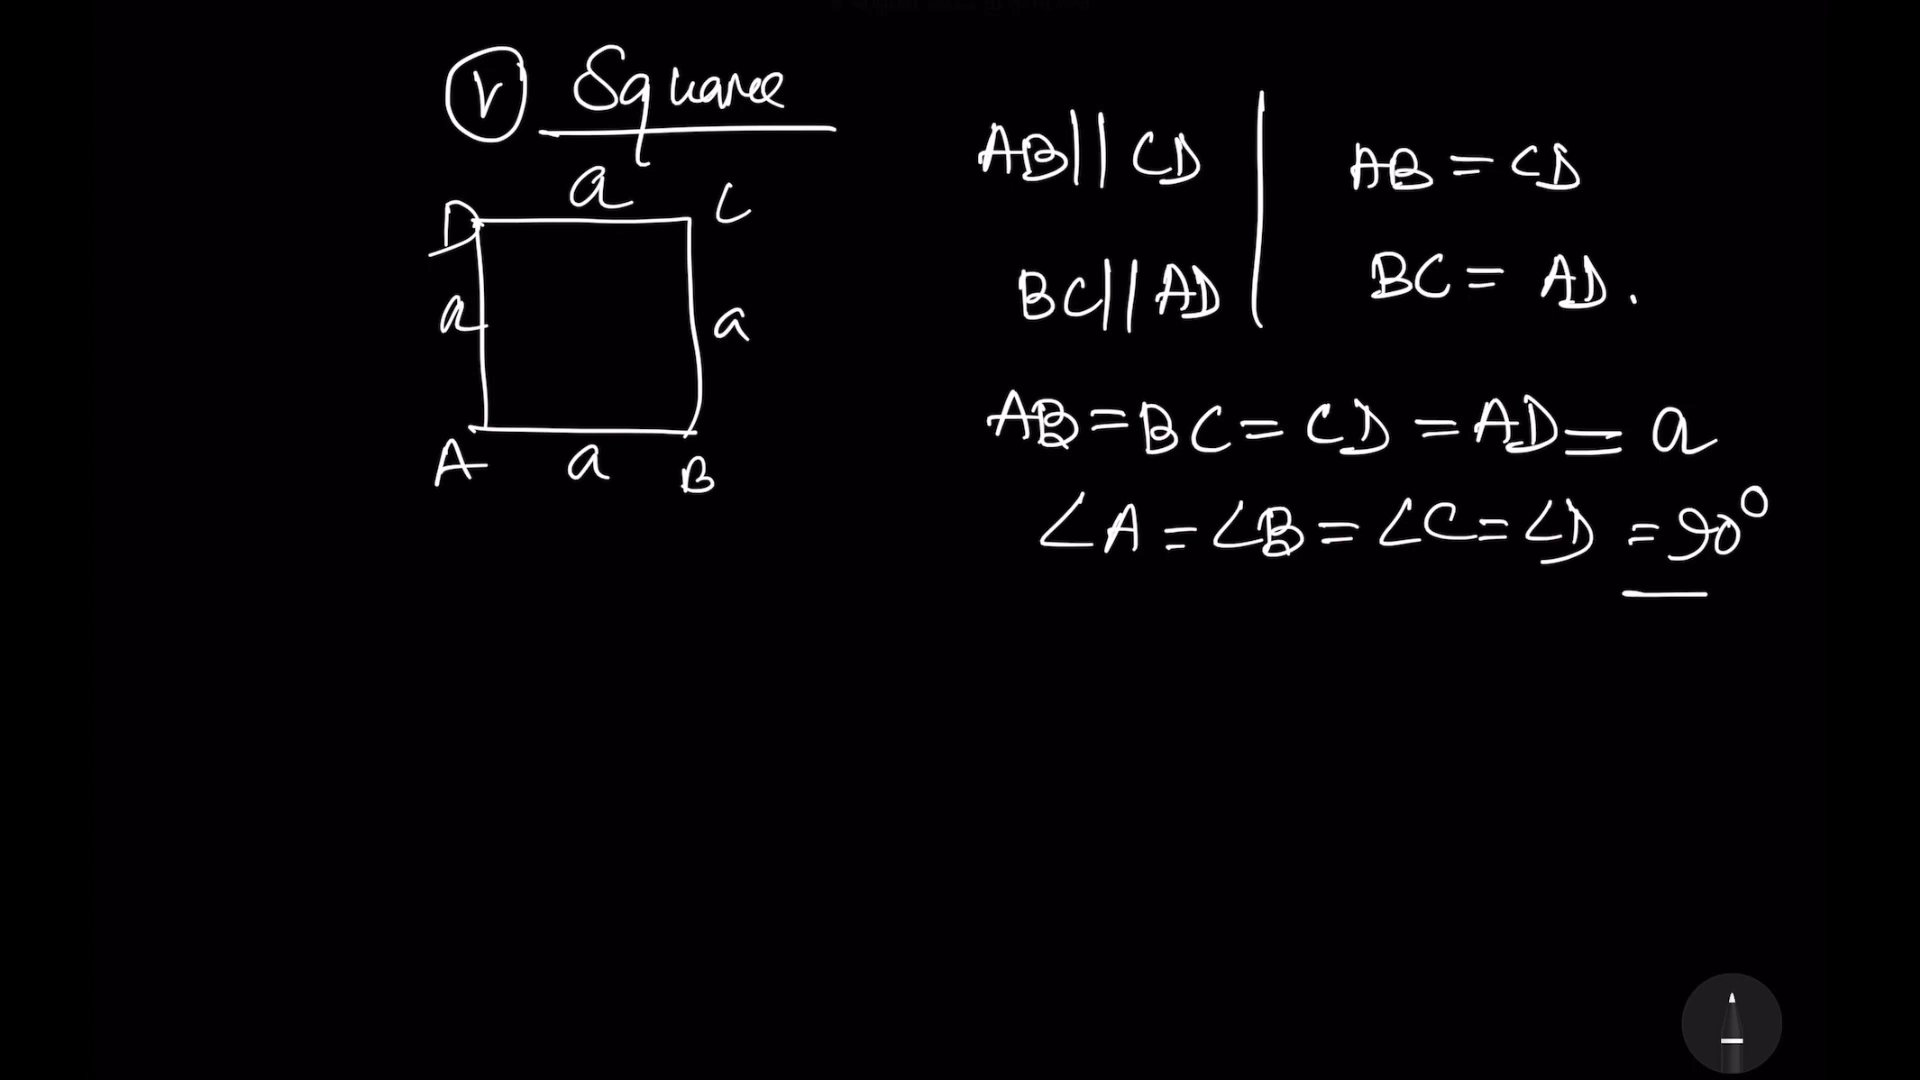 V Square
a
D C
a a
A a B
AB || CD | AB = CD
BC || AD | BC = AD.
AB = BC = CD = AD = a
∠A = ∠B = ∠C = ∠D = 90°